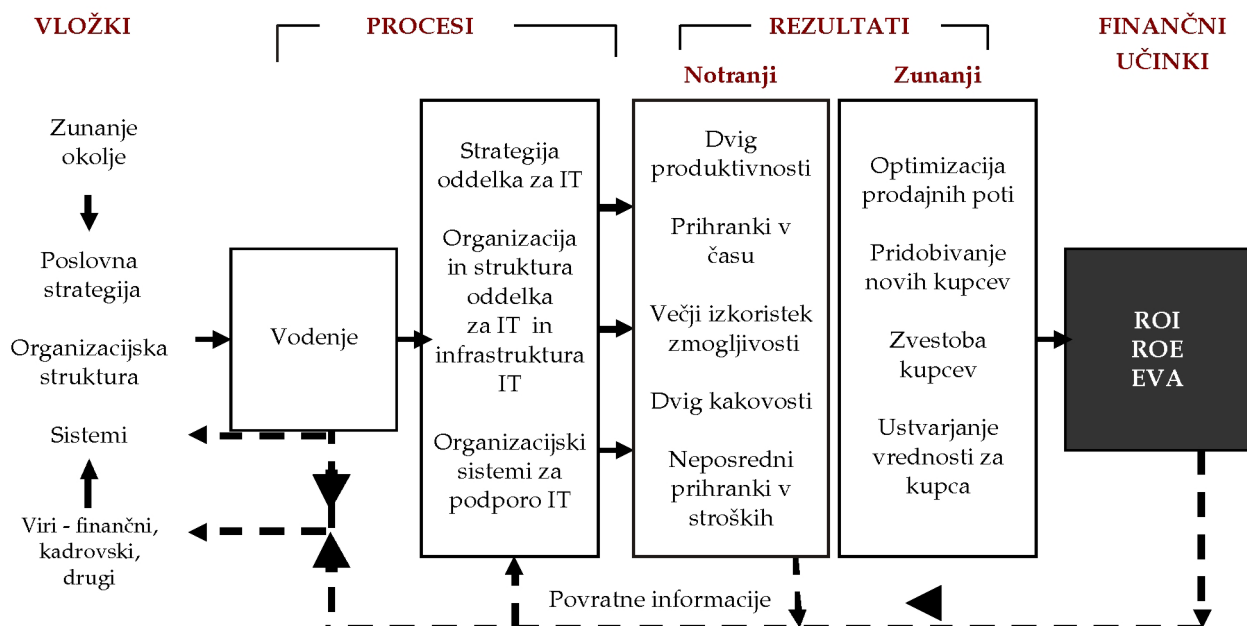 VLOŽKI
PROCESI
REZULTATI
FINANČNI
UČINKI
Notranji
Zunanji
Zunanje
okolje
Poslovna
strategija
Organizacijska
struktura
Sistemi
Viri - finančni,
kadrovski,
drugi
Vodenje
Strategija
oddelka za IT
Organizacija
in struktura
oddelka
za IT in
infrastruktura
IT
Organizacijski
sistemi za
podporo IT
Dvig
produktivnosti
Prihranki v
času
Večji izkoristek
zmogljivosti
Dvig kakovosti
Neposredni
prihranki v
stroških
Optimizacija
prodajnih poti
Pridobivanje
novih kupcev
Zvestoba
kupcev
Ustvarjanje
vrednosti za
kupca
ROI
ROE
EVA
Povratne informacije